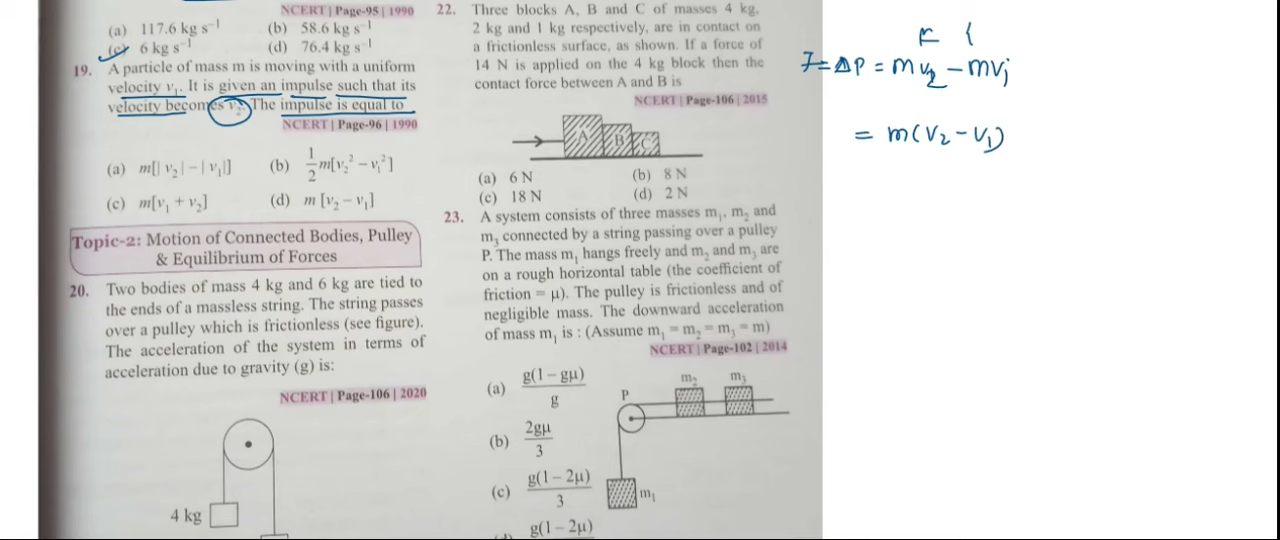 NCERT | Page-95 | 1990
(a) 117.6 kg s⁻¹ (b) 58.6 kg s⁻¹
(c) 6 kg s⁻¹ (d) 76.4 kg s⁻¹
19. A particle of mass m is moving with a uniform
velocity v₁. It is given an impulse such that its
velocity becomes v₂. The impulse is equal to
NCERT | Page-96 | 1990
(a) m[| v₂ | − | v₁|] (b) 1/2 m[v₂² − v₁²]
(c) m[v₁ + v₂] (d) m [v₂ − v₁]
Topic-2: Motion of Connected Bodies, Pulley
& Equilibrium of Forces
20. Two bodies of mass 4 kg and 6 kg are tied to
the ends of a massless string. The string passes
over a pulley which is frictionless (see figure).
The acceleration of the system in terms of
acceleration due to gravity (g) is:
NCERT | Page-106 | 2020
4 kg
22. Three blocks A, B and C of masses 4 kg,
2 kg and 1 kg respectively, are in contact on
a frictionless surface, as shown. If a force of
14 N is applied on the 4 kg block then the
contact force between A and B is
NCERT | Page-106 | 2015
A B C
(a) 6 N (b) 8 N
(c) 18 N (d) 2 N
23. A system consists of three masses m₁, m₂ and
m₃ connected by a string passing over a pulley
P. The mass m₁ hangs freely and m₂ and m₃ are
on a rough horizontal table (the coefficient of
friction = μ). The pulley is frictionless and of
negligible mass. The downward acceleration
of mass m₁ is : (Assume m₁ = m₂ = m₃ = m)
NCERT | Page-102 | 2014
(a) g(1 − gμ)/g
(b) 2gμ/3
(c) g(1 − 2μ)/3
g(1 − 2μ)
P m₂ m₃
m₁
= ΔP = mv₂ − mv
= m(v₂ − v₁)